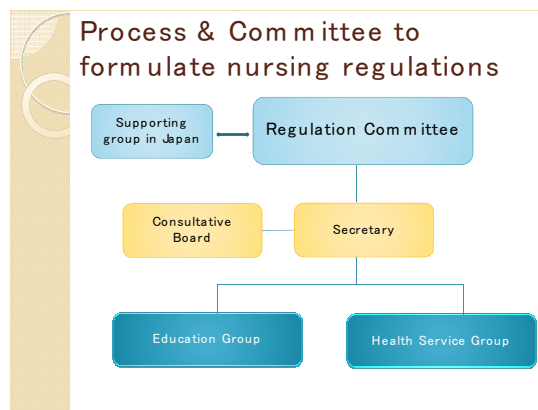 Process & Committee to
formulate nursing regulations
Supporting
group in Japan
Regulation Committee
Consultative
Board
Secretary
Education Group
Health Service Group